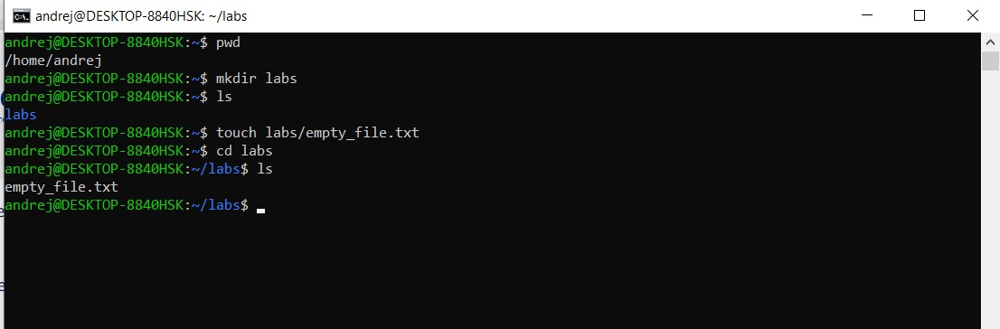 andrej@DESKTOP-8840HSK: ~/labs
andrej@DESKTOP-8840HSK:~$ pwd
/home/andrej
andrej@DESKTOP-8840HSK:~$ mkdir labs
andrej@DESKTOP-8840HSK:~$ ls
labs
andrej@DESKTOP-8840HSK:~$ touch labs/empty_file.txt
andrej@DESKTOP-8840HSK:~$ cd labs
andrej@DESKTOP-8840HSK:~/labs$ ls
empty_file.txt
andrej@DESKTOP-8840HSK:~/labs$